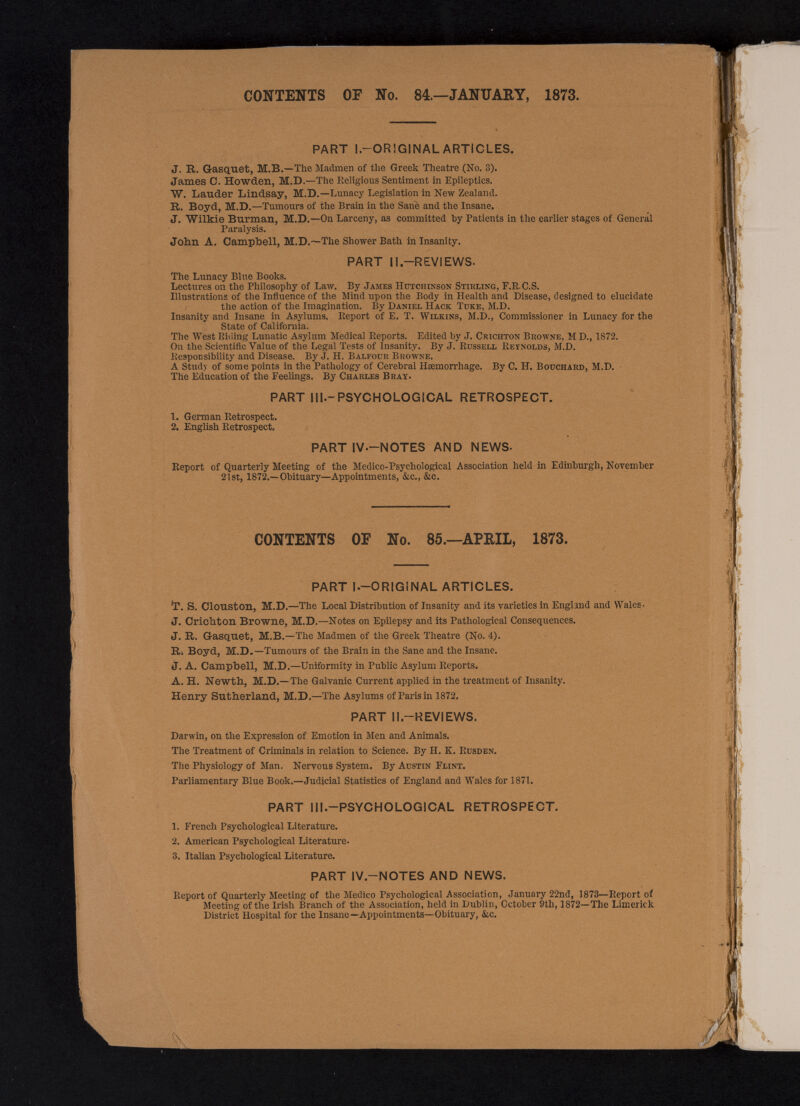 CONTENTS OF No. 84.—JANUARY, 1873.
PART I.—ORIGINAL ARTICLES.
J. R. Gasquet, M.B.—The Madmen of the Greek Theatre (No. 3).
James C. Howden, M.D.—The Religious Sentiment in Epileptics.
W. Lauder Lindsay, M.D.—Lunacy Legislation in New Zealand.
R. Boyd, M.D.—Tumours of the Brain in the Sane and the Insane.
J. Wilkie Burman, M.D.—On Larceny, as committed by Patients in the earlier stages of General
Paralysis.
John A. Campbell, M.D.—The Shower Bath in Insanity.
PART II.—REVIEWS.
The Lunacy Blue Books.
Lectures on the Philosophy of Law. By James Hutchinson Stirling, F.R.C.S.
Illustrations of the Influence of the Mind upon the Body in Health and Disease, designed to elucidate
the action of the Imagination. By Daniel Hack Tuke, M.D.
Insanity and Insane in Asylums. Report of E. T. Wilkins, M.D., Commissioner in Lunacy for the
State of California.
The West Riding Lunatic Asylum Medical Reports. Edited by J. Crichton Browne, M D., 1872.
On the Scientific Value of the Legal Tests of Insanity. By J. Russell Reynolds, M.D.
Responsibility and Disease. By J. H. Balfour Browne.
A Study of some points in the Pathology of Cerebral Hæmorrhage. By C. H. Bouchard, M.D.
The Education of the Feelings. By Charles Bray.
PART III.-PSYCHOLOGICAL RETROSPECT.
1. German Retrospect.
2. English Retrospect.
PART IV.—NOTES AND NEWS.
Report of Quarterly Meeting of the Medico-Psychological Association held in Edinburgh, November
21st, 1872.—Obituary—Appointments, &c., &c.
CONTENTS OF No. 85.—APRIL, 1873.
PART I.—ORIGINAL ARTICLES.
T. S. Clouston, M.D.—The Local Distribution of Insanity and its varieties in England and Wales.
J. Crichton Browne, M.D.—Notes on Epilepsy and its Pathological Consequences.
J. R. Gasquet, M.B.—The Madmen of the Greek Theatre (No. 4).
R. Boyd, M.D.—Tumours of the Brain in the Sane and the Insane.
J. A. Campbell, M.D.—Uniformity in Public Asylum Reports.
A. H. Newth, M.D.—The Galvanic Current applied in the treatment of Insanity.
Henry Sutherland, M.D.—The Asylums of Paris in 1872.
PART II.—REVIEWS.
Darwin, on the Expression of Emotion in Men and Animals.
The Treatment of Criminals in relation to Science. By H. K. Rusden.
The Physiology of Man. Nervous System. By Austin Flint.
Parliamentary Blue Book.—Judicial Statistics of England and Wales for 1871.
PART III.—PSYCHOLOGICAL RETROSPECT.
1. French Psychological Literature.
2. American Psychological Literature.
3. Italian Psychological Literature.
PART IV.—NOTES AND NEWS.
Report of Quarterly Meeting of the Medico Psychological Association, January 22nd, 1873—Report of
Meeting of the Irish Branch of the Association, held in Dublin, October 9th, 1872—The Limerick
District Hospital for the Insane—Appointments—Obituary, &c.